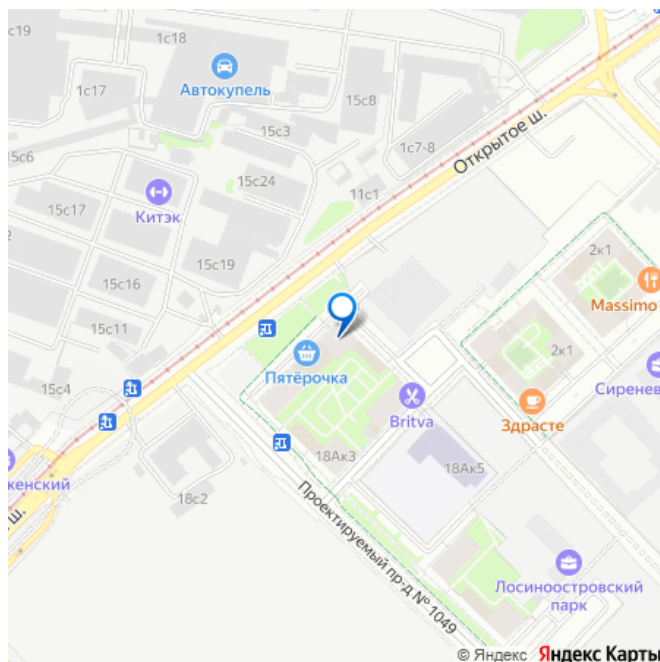 1с18
1с17
Автокупель
15с8
15с3
1с7-8
Открытое ш.
15с6
15с24
11с1
15с17
Китэк
2
15с19
2к1
15с16
Massimo
15с11
2к1
15с4
Пятёрочка
Britva
Сиренев
Здрасте
18Ак3
18Ак5
кенский
18с2
ш.
Проектируемый пр-д № 1049
Лосиноостровский
парк
© Яндекс Яндекс Карты